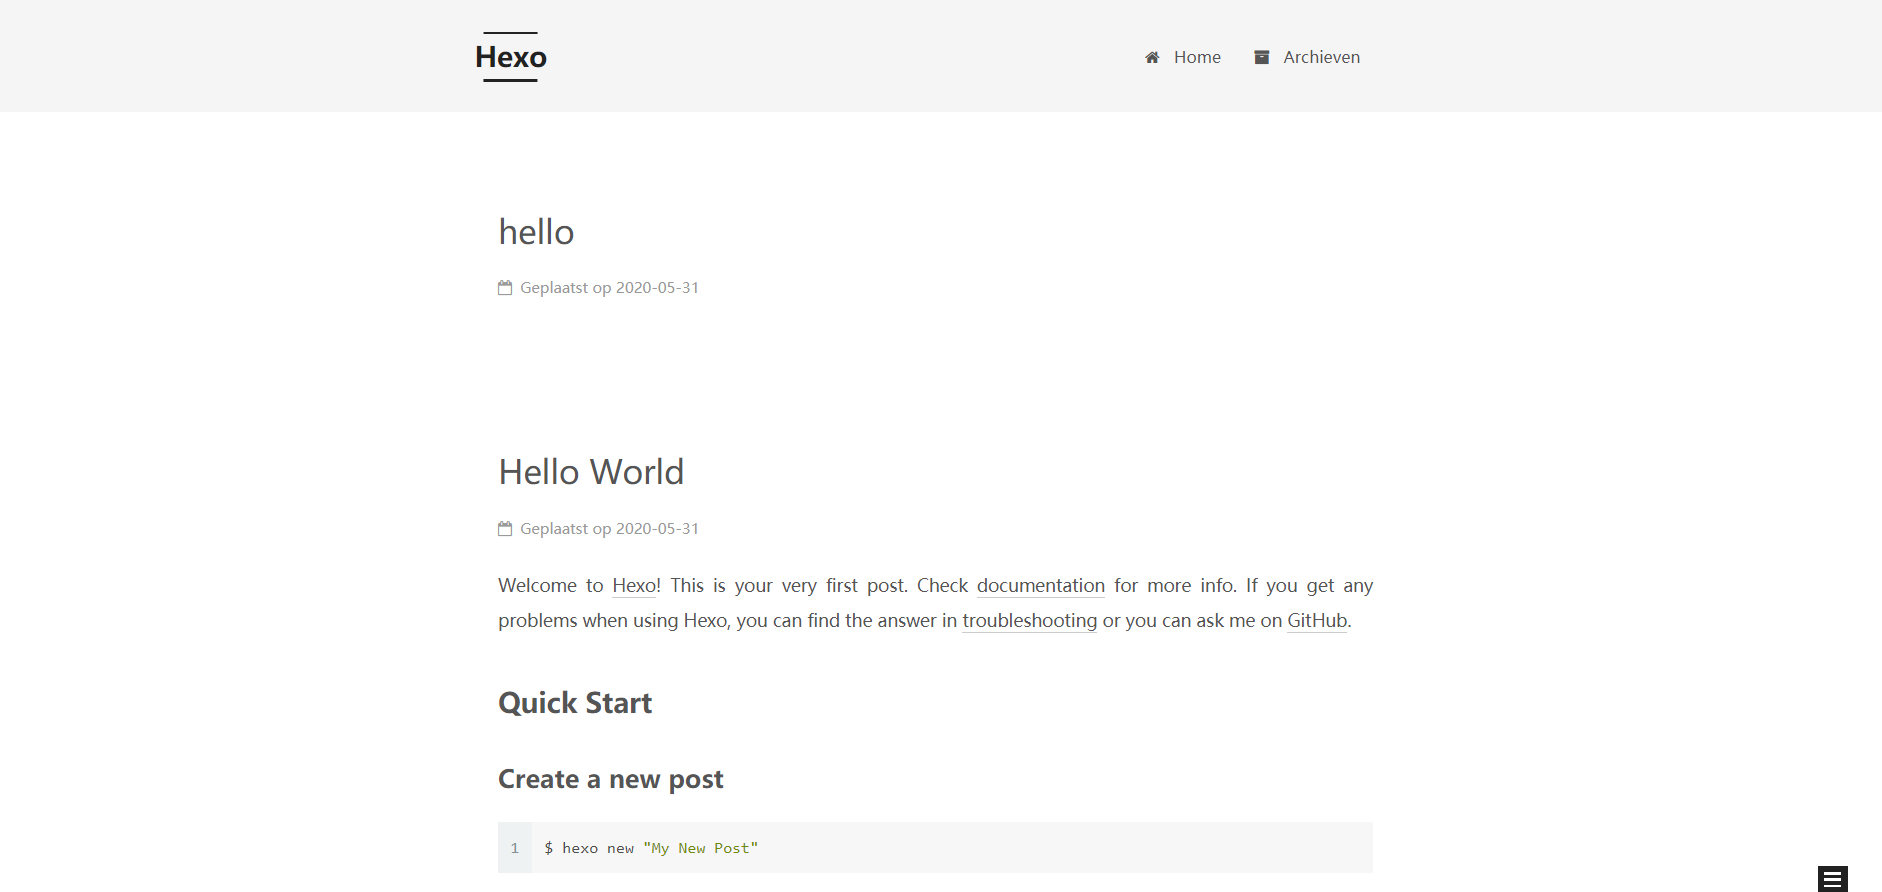 Hexo
Home
Archieven
hello
Geplaatst op 2020-05-31
Hello World
Geplaatst op 2020-05-31
Welcome to Hexo! This is your very first post. Check documentation for more info. If you get any
problems when using Hexo, you can find the answer in troubleshooting or you can ask me on GitHub.
Quick Start
Create a new post
1 $ hexo new "My New Post"